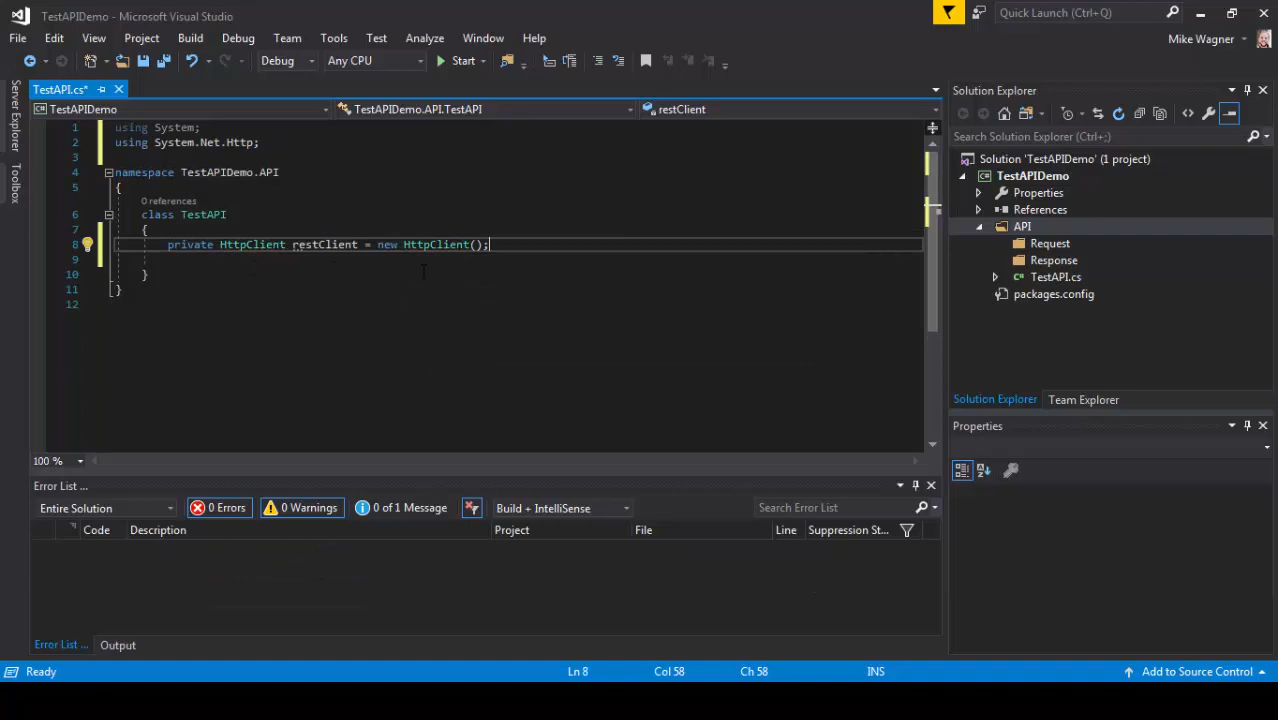 TestAPIDemo - Microsoft Visual Studio
Quick Launch (Ctrl+Q)
File Edit View Project Build Debug Team Tools Test Analyze Window Help
Mike Wagner
Debug Any CPU Start
TestAPI.cs*
TestAPIDemo TestAPIDemo.API.TestAPI restClient
Server Explorer
Toolbox
1 using System;
2 using System.Net.Http;
3
4 namespace TestAPIDemo.API
5 {
0 references
6 class TestAPI
7 {
8 private HttpClient restClient = new HttpClient();
9
10 }
11 }
12
100 %
Solution Explorer
Search Solution Explorer (Ctrl+;)
Solution 'TestAPIDemo' (1 project)
TestAPIDemo
Properties
References
API
Request
Response
TestAPI.cs
packages.config
Solution Explorer Team Explorer
Properties
Error List ...
Entire Solution 0 Errors 0 Warnings 0 of 1 Message Build + IntelliSense Search Error List
Code Description Project File Line Suppression St...
Error List ... Output
Ready Ln 8 Col 58 Ch 58 INS Add to Source Control